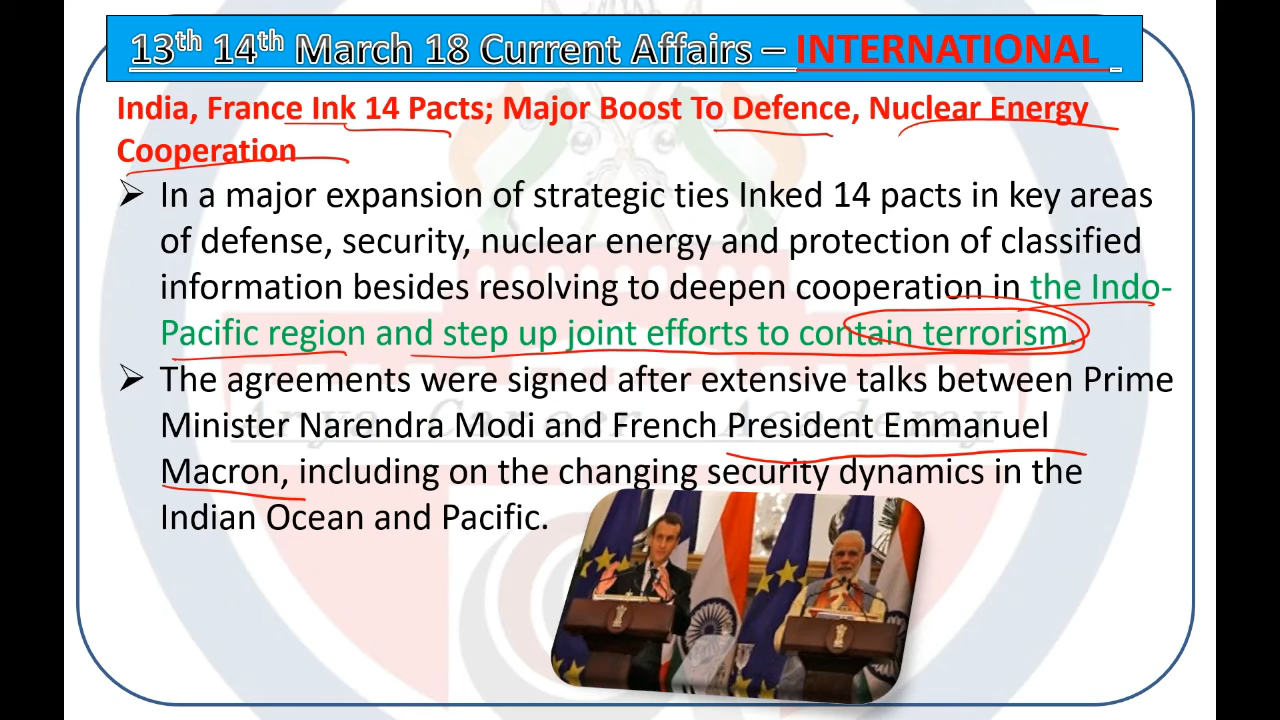 13th 14th March 18 Current Affairs – INTERNATIONAL
India, France Ink 14 Pacts; Major Boost To Defence, Nuclear Energy
Cooperation
➢ In a major expansion of strategic ties Inked 14 pacts in key areas
of defense, security, nuclear energy and protection of classified
information besides resolving to deepen cooperation in the Indo-
Pacific region and step up joint efforts to contain terrorism.
➢ The agreements were signed after extensive talks between Prime
Minister Narendra Modi and French President Emmanuel
Arya Career Academy
Macron, including on the changing security dynamics in the
Indian Ocean and Pacific.